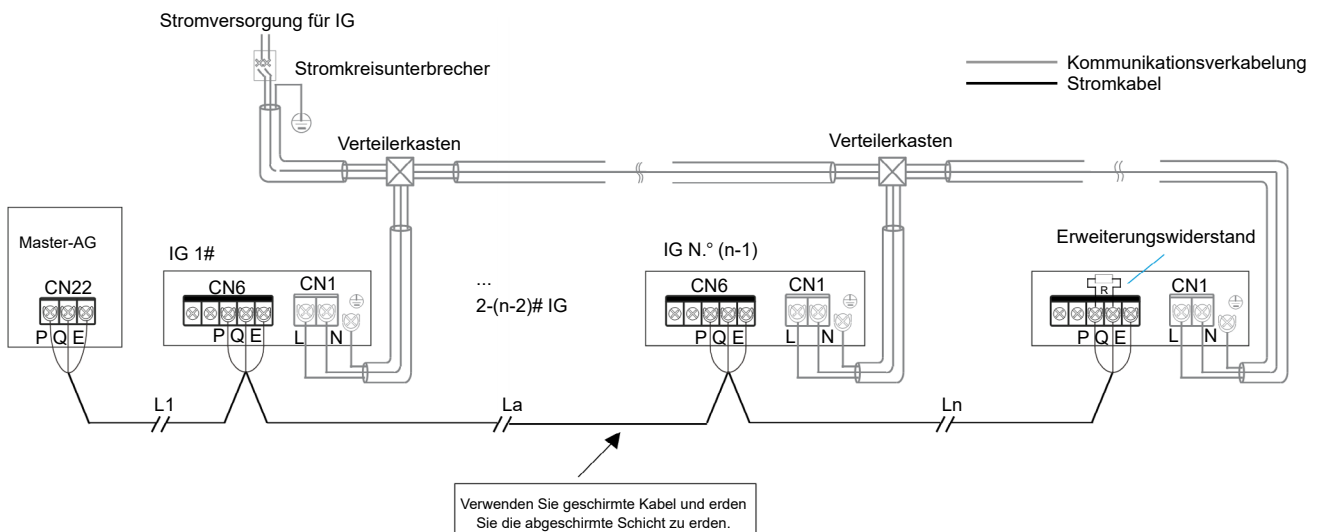 Stromversorgung für IG
Stromkreisunterbrecher
Kommunikationsverkabelung
Stromkabel
Verteilerkasten
Verteilerkasten
Master-AG
CN22
P Q E
IG 1#
CN6
CN1
P Q E
L N
...
2-(n-2)# IG
IG N.° (n-1)
CN6
CN1
P Q E
L N
Erweiterungswiderstand
R
CN1
P Q E
L N
L1
La
Ln
Verwenden Sie geschirmte Kabel und erden
Sie die abgeschirmte Schicht zu erden.